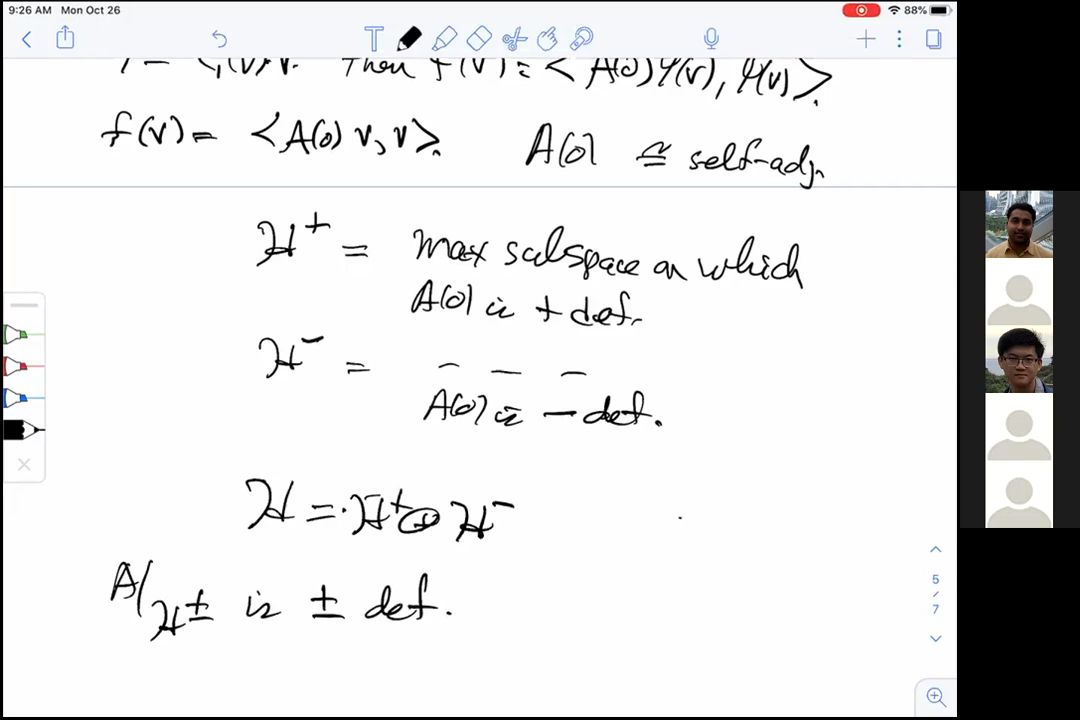 9:26 AM Mon Oct 26
88%
then f(v) = < A(0) φ(v), φ(v) >.
f(v) = < A(0) v, v >. A(0) ≅ self-adj.
H⁺ = max subspace on which
A(0) is + def.
H⁻ = — — —
A(0) is — def.
H = H⁺ ⊕ H⁻
A/H± is ± def.
5
/
7